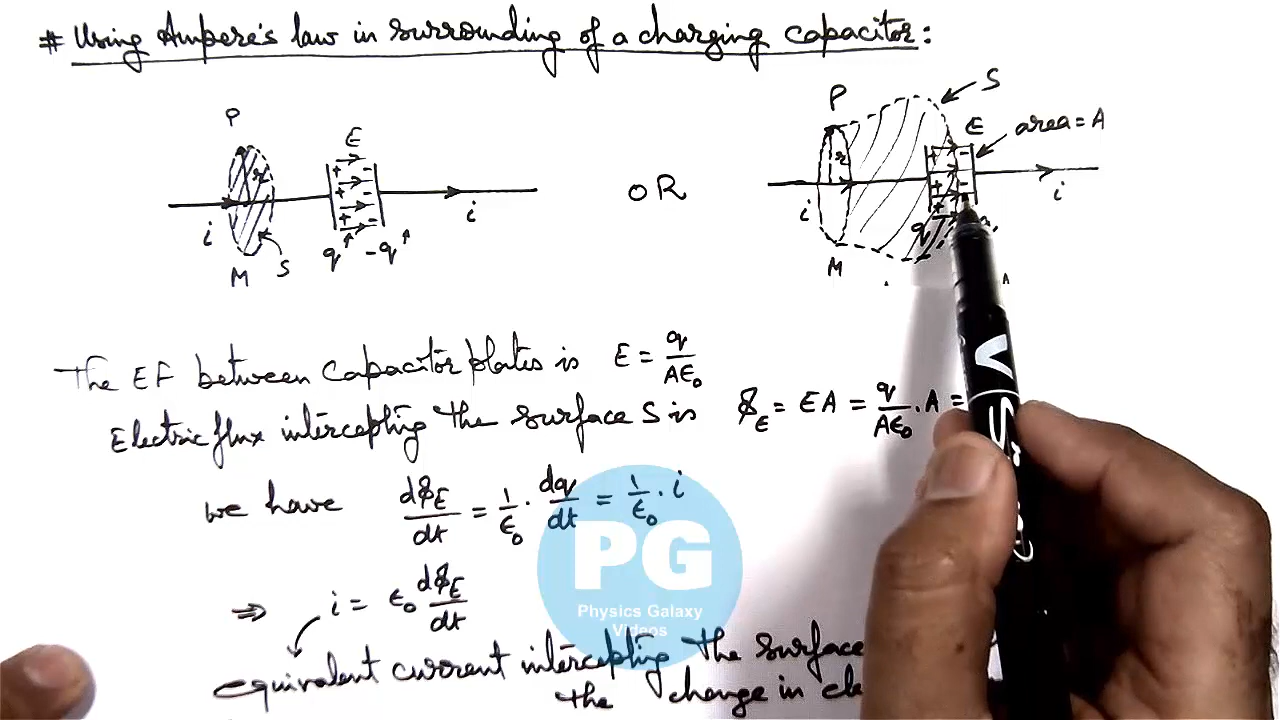 # Using Ampere's law in surrounding of a charging capacitor:
P
E
r
i
q
-q
i
M
S
OR
P
S
E
area = A
r
i
q
i
M
The EF between capacitor plates is E = q/Aϵ₀
Electric flux intercepting the surface S is ϕ_E = EA = q/Aϵ₀ . A =
we have dϕ_E/dt = 1/ϵ₀ . dq/dt = 1/ϵ₀ . i
⇒ i = ϵ₀ dϕ_E/dt
equivalent current intercepting the surface
the change in
PG
Physics Galaxy
Videos